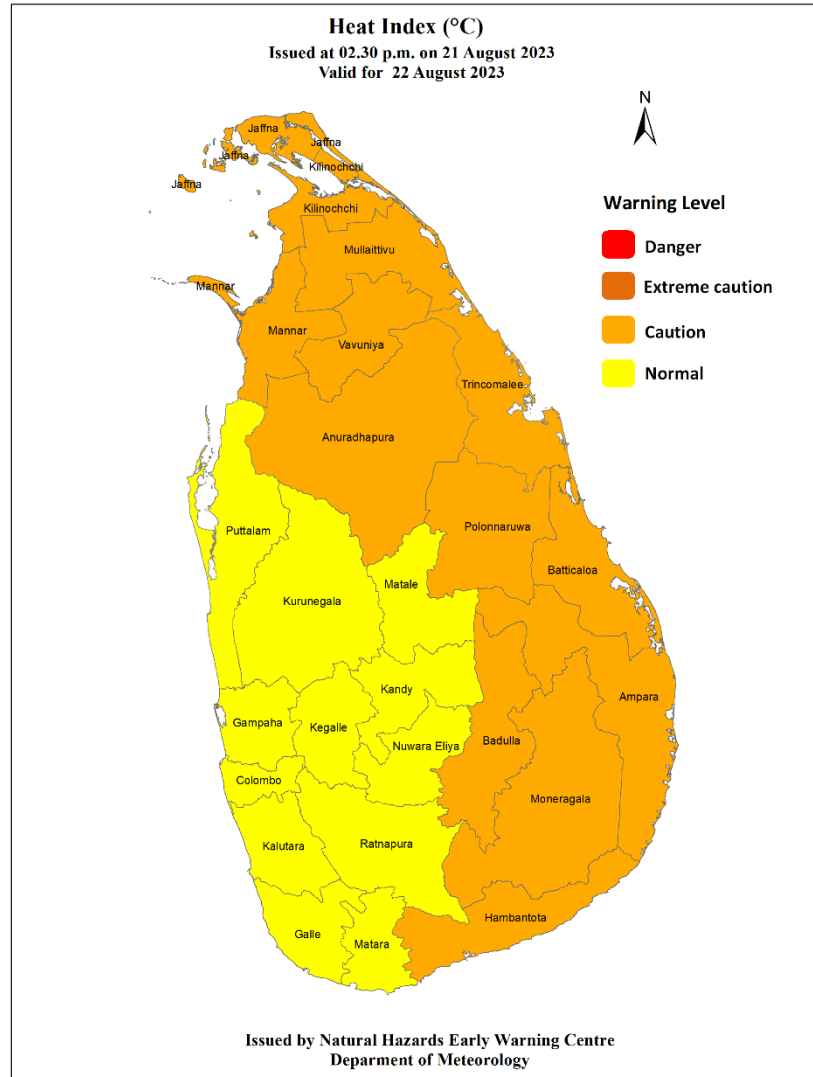 Heat Index (°C)
Issued at 02.30 p.m. on 21 August 2023
Valid for 22 August 2023
N
Jaffna
Jaffna
Jaffna
Kilinochchi
Jaffna
Kilinochchi
Warning Level
Danger
Mullaittivu
Extreme caution
Mannar
Caution
Mannar
Vavuniya
Normal
Trincomalee
Anuradhapura
Polonnaruwa
Puttalam
Batticaloa
Matale
Kurunegala
Kandy
Ampara
Gampaha
Kegalle
Nuwara Eliya
Badulla
Colombo
Moneragala
Kalutara
Ratnapura
Hambantota
Galle
Matara
Issued by Natural Hazards Early Warning Centre
Deparment of Meteorology